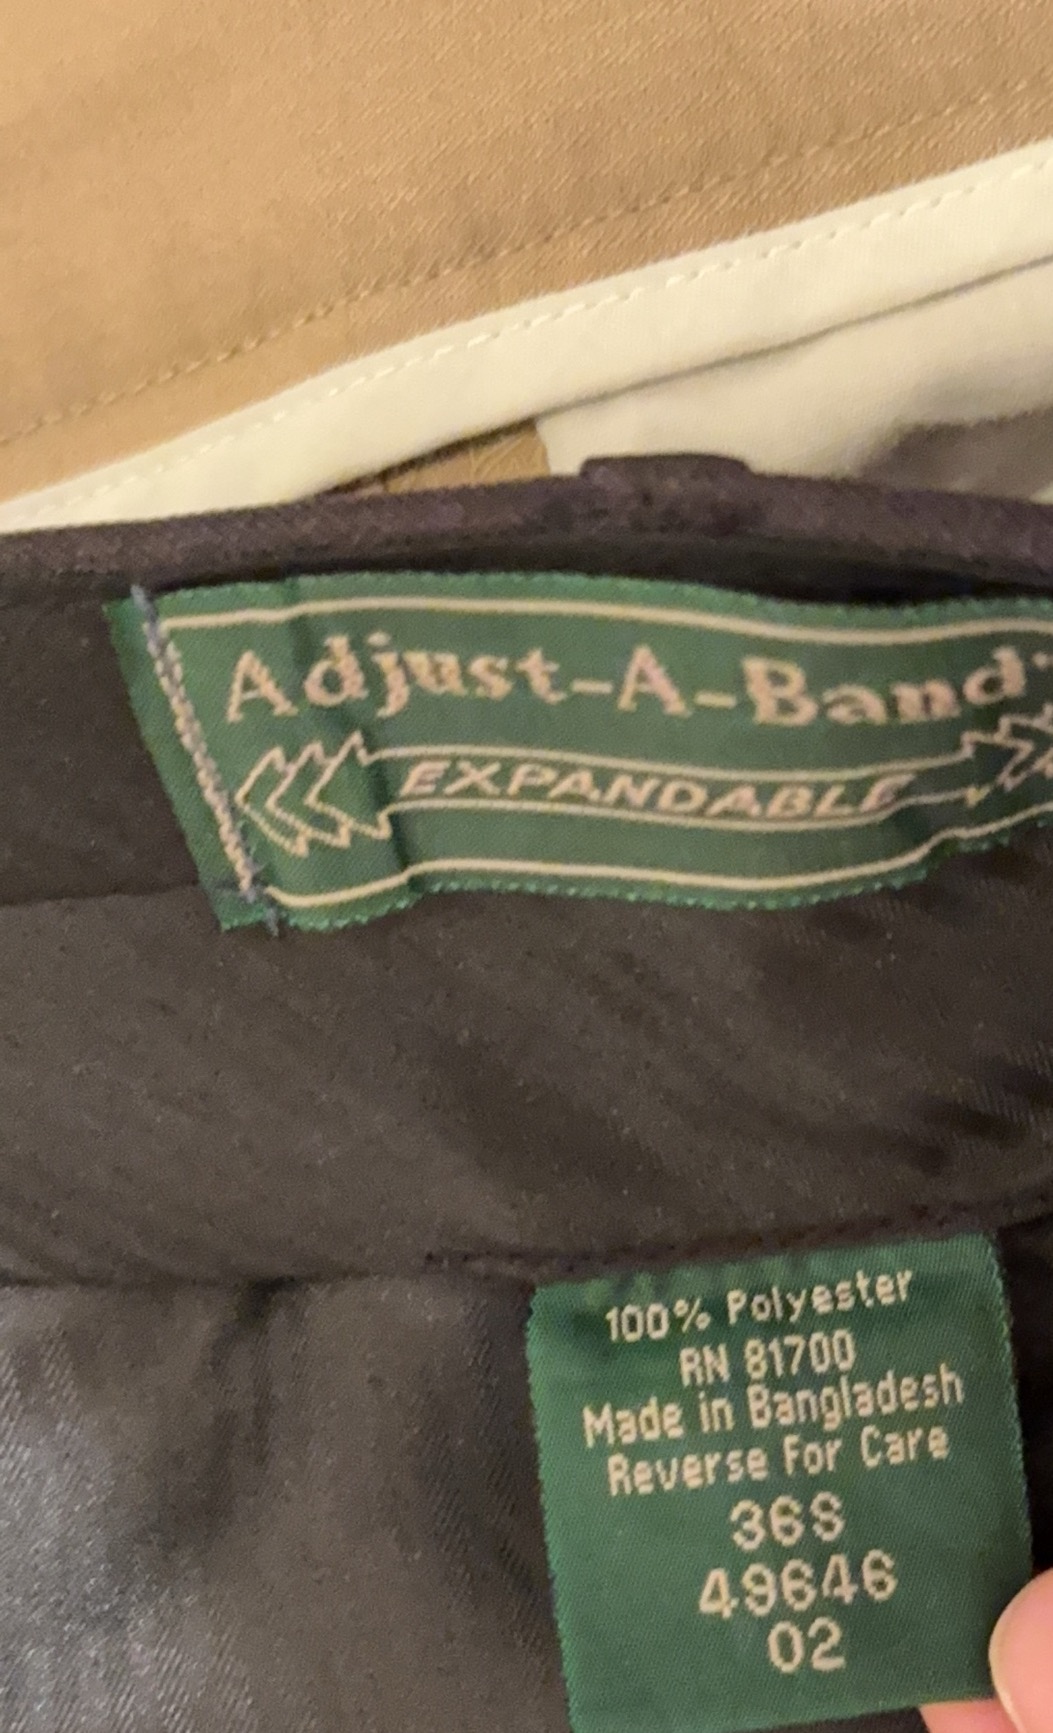 Adjust-A-Band
EXPANDABLE
100% Polyester
RN 81700
Made in Bangladesh
Reverse For Care
36S
49646
02